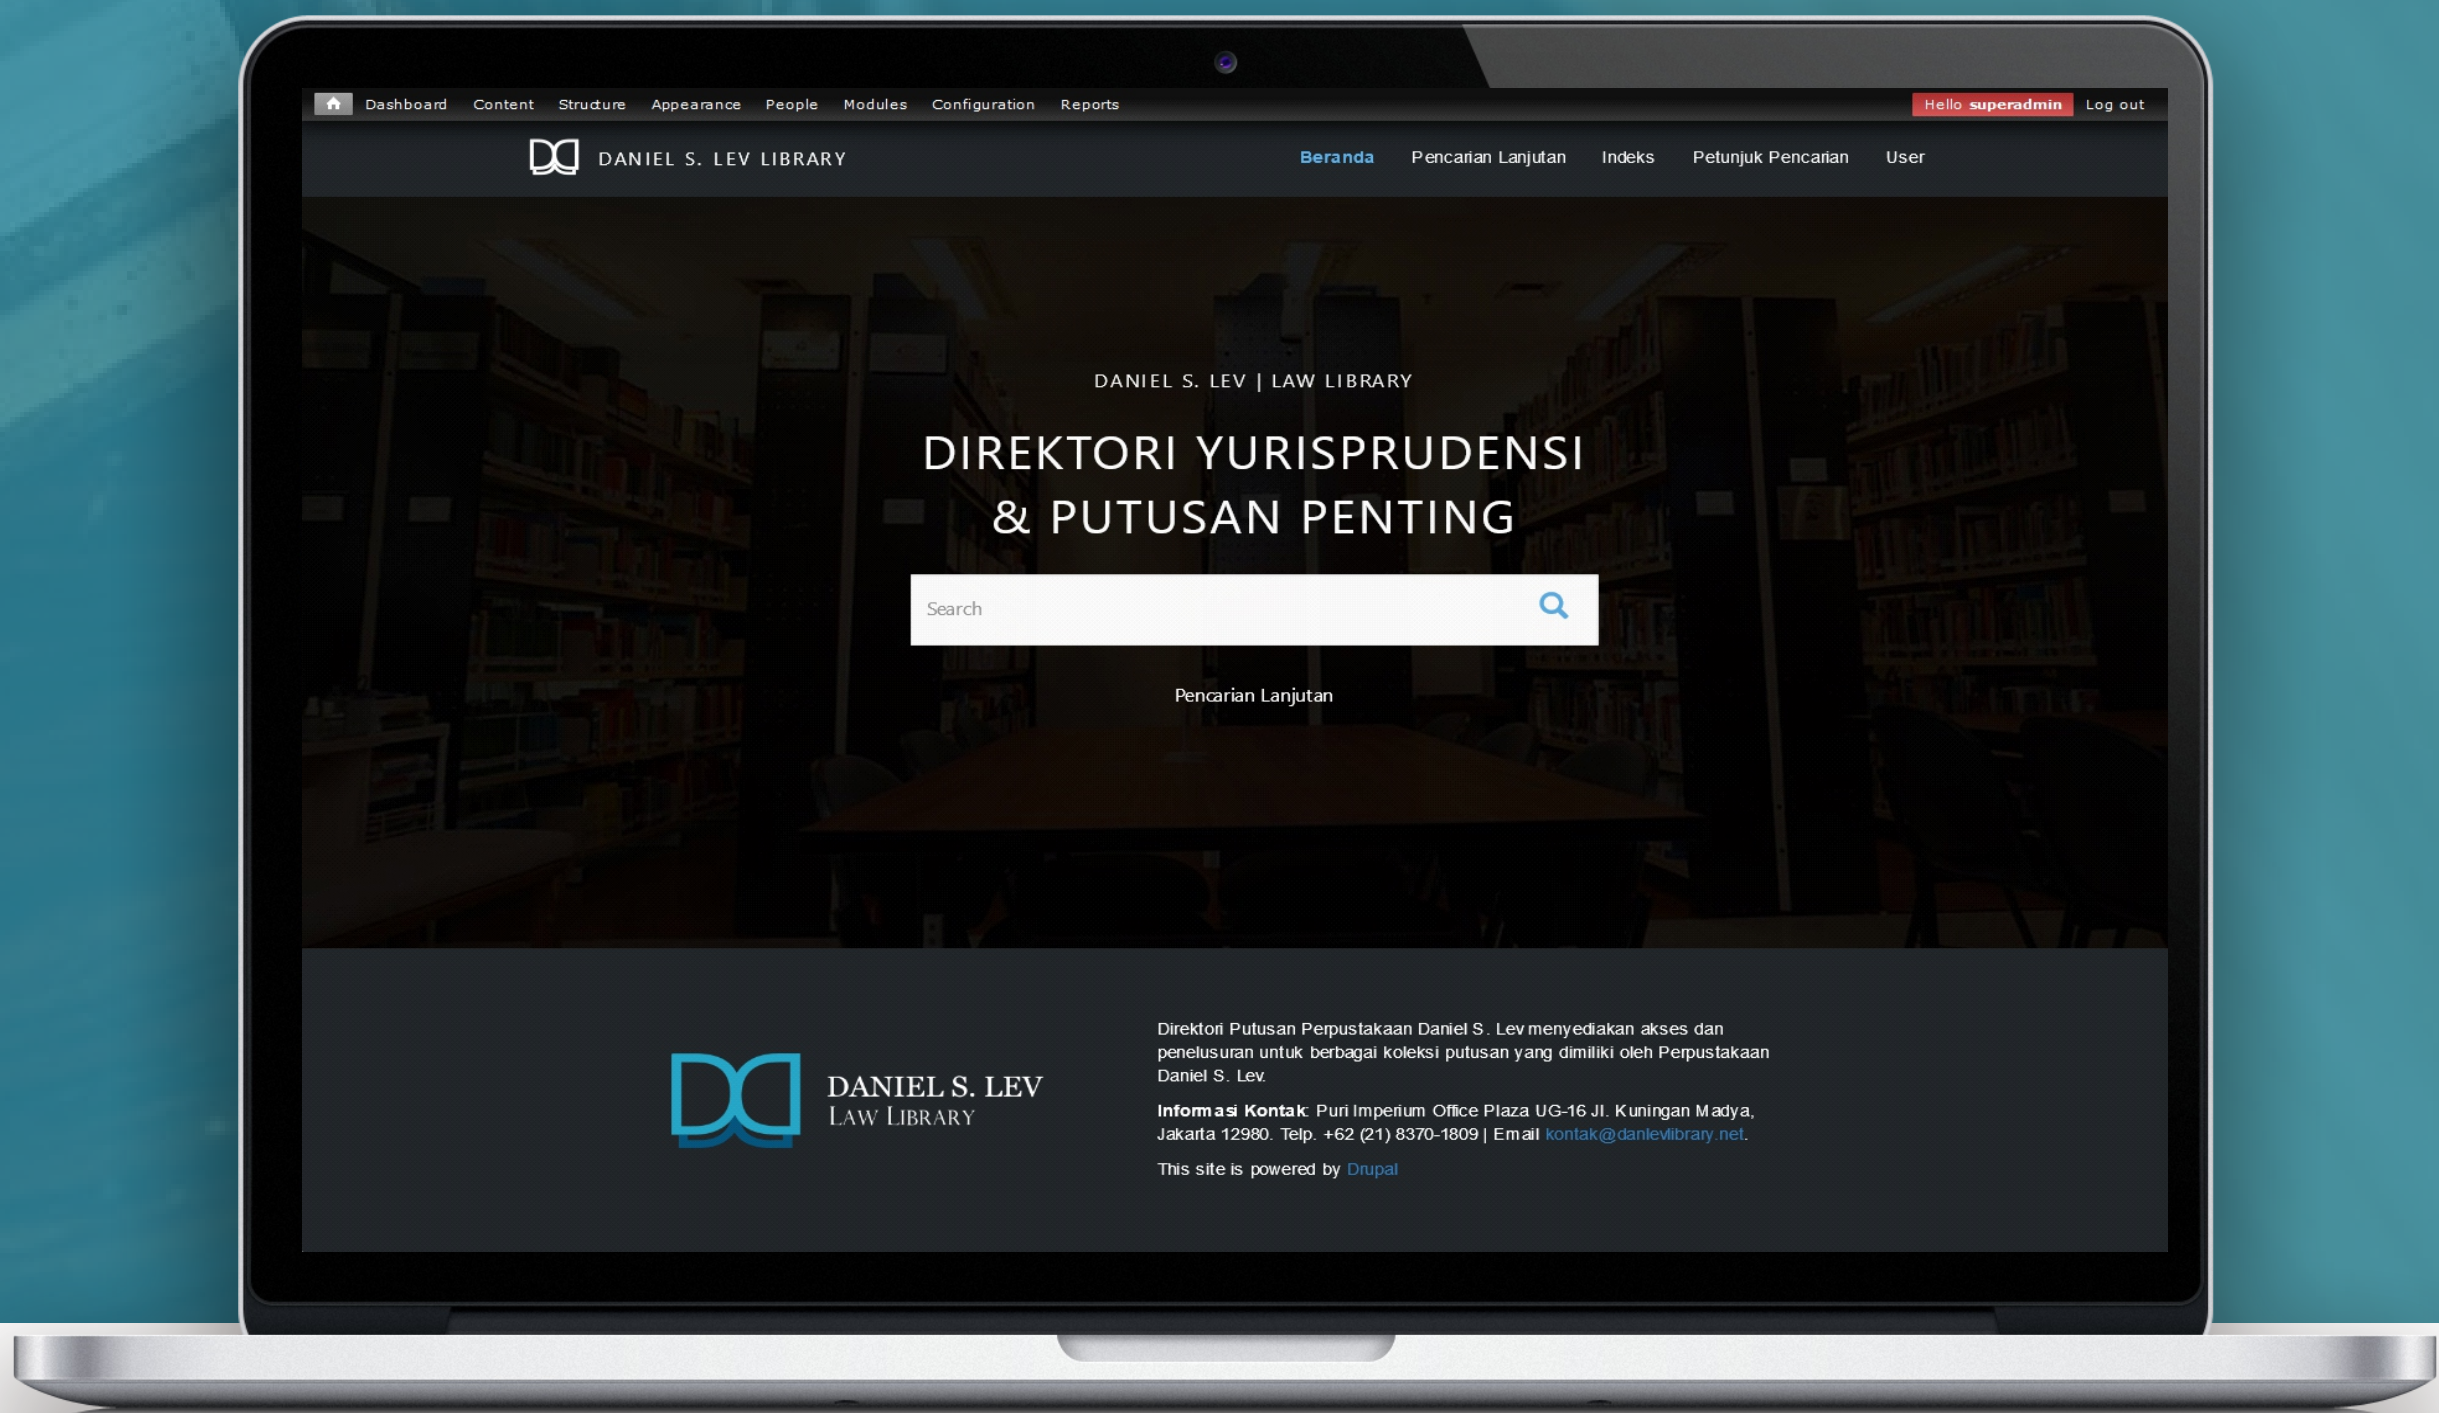 Dashboard Content Structure Appearance People Modules Configuration Reports Hello superadmin Log out
DANIEL S. LEV LIBRARY Beranda Pencarian Lanjutan Indeks Petunjuk Pencarian User
DANIEL S. LEV | LAW LIBRARY
DIREKTORI YURISPRUDENSI
& PUTUSAN PENTING
Search
Pencarian Lanjutan
DANIEL S. LEV
LAW LIBRARY
Direktori Putusan Perpustakaan Daniel S. Lev menyediakan akses dan
penelusuran untuk berbagai koleksi putusan yang dimiliki oleh Perpustakaan
Daniel S. Lev.
Informasi Kontak: Puri Imperium Office Plaza UG-16 Jl. Kuningan Madya,
Jakarta 12980. Telp. +62 (21) 8370-1809 | Email kontak@danlevlibrary.net.
This site is powered by Drupal